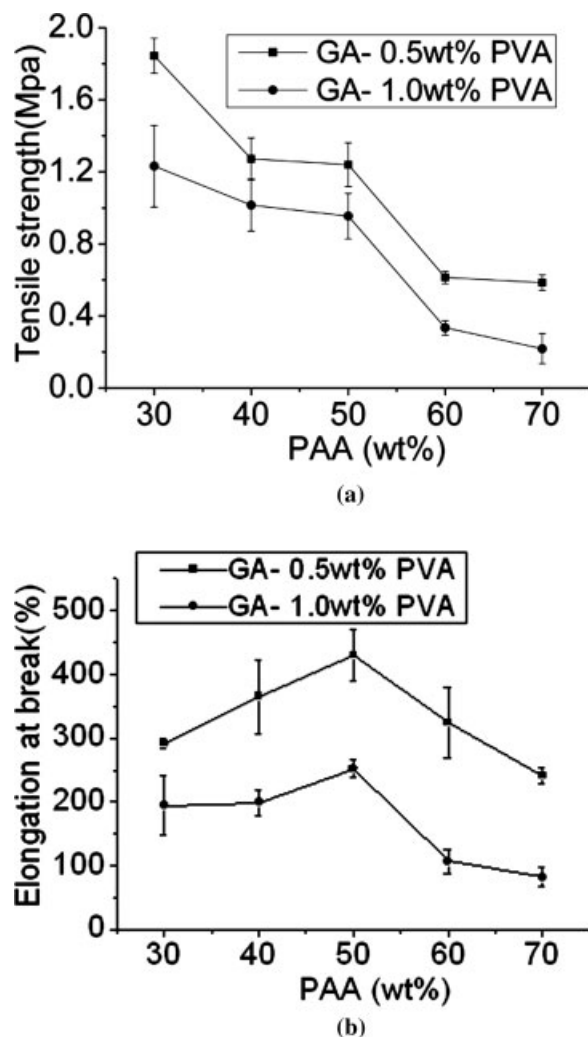 2.0
1.6
1.2
0.8
0.4
0.0
Tensile strength(Mpa)
GA- 0.5wt% PVA
GA- 1.0wt% PVA
30 40 50 60 70
PAA (wt%)
(a)
GA- 0.5wt% PVA
GA- 1.0wt% PVA
500
400
300
200
100
0
Elongation at break(%)
30 40 50 60 70
PAA (wt%)
(b)